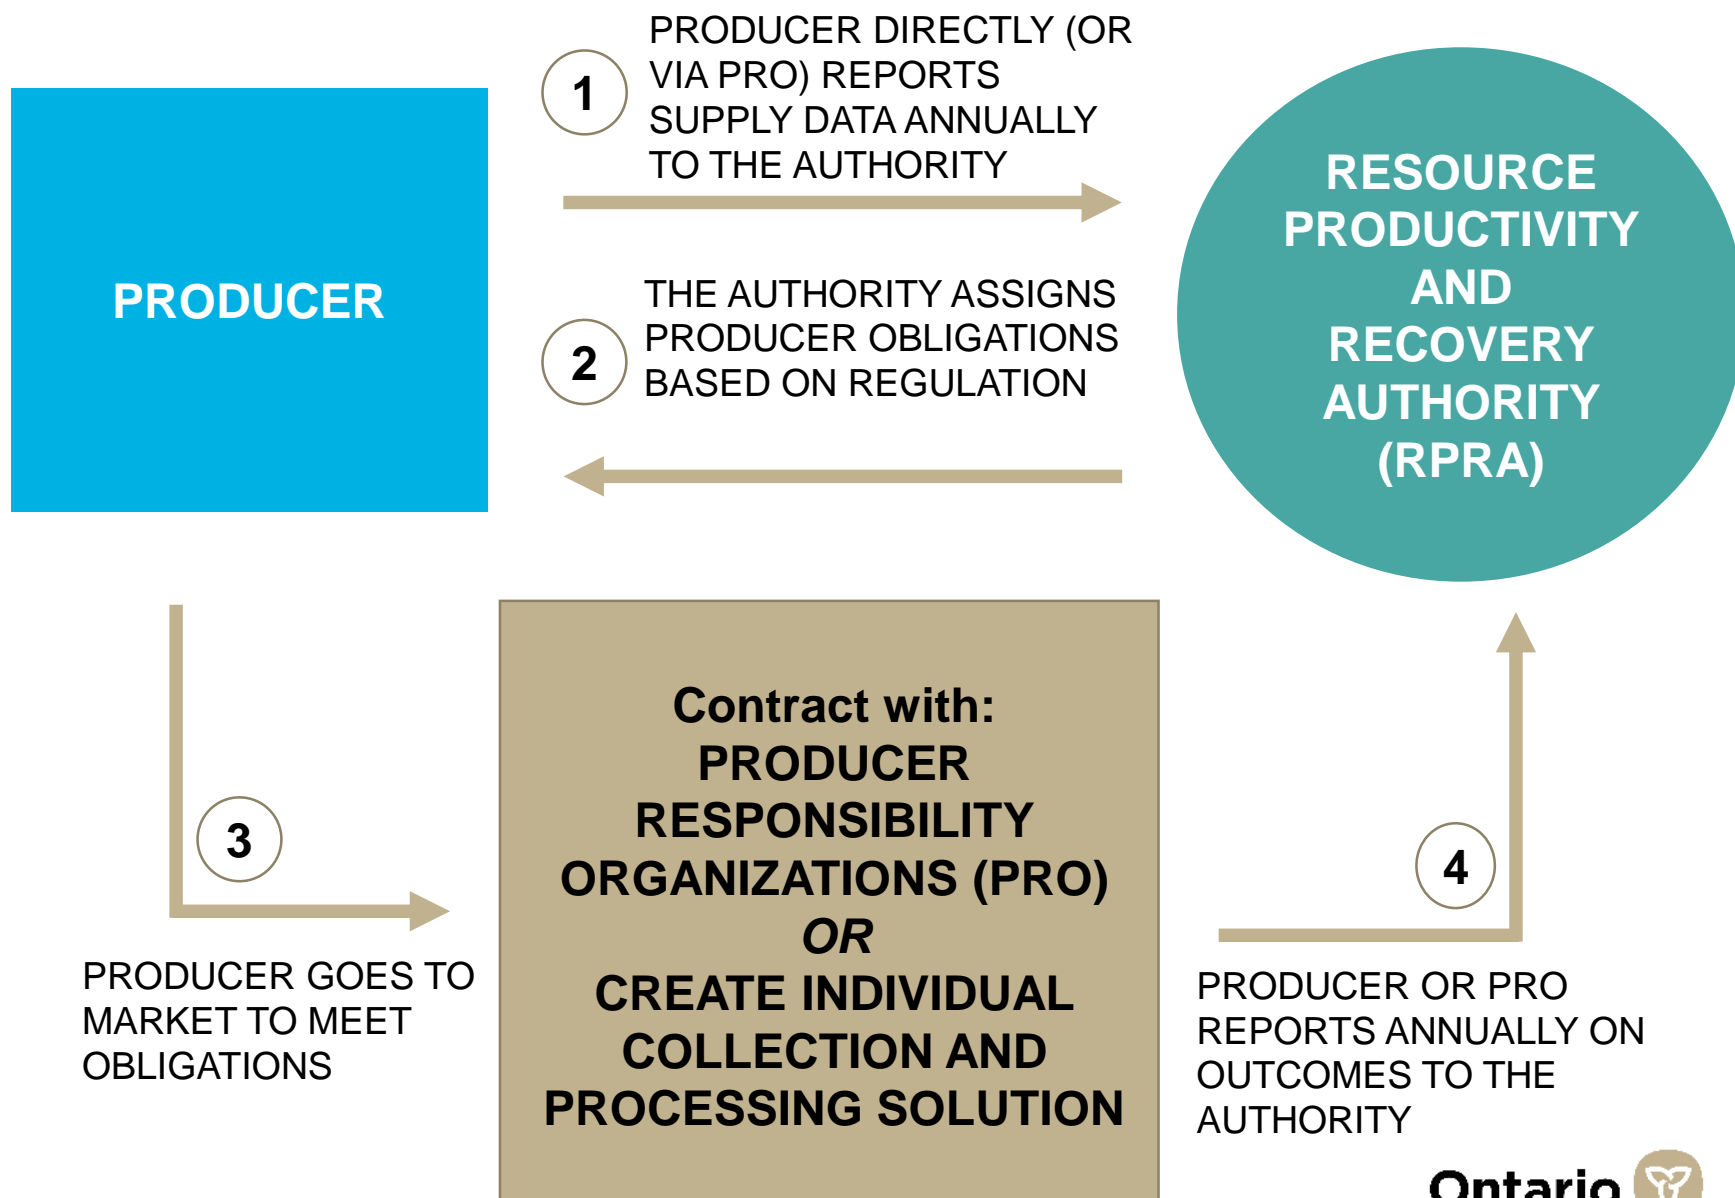 PRODUCER DIRECTLY (OR
VIA PRO) REPORTS
SUPPLY DATA ANNUALLY
TO THE AUTHORITY
1
PRODUCER
RESOURCE
PRODUCTIVITY
AND
RECOVERY
AUTHORITY
(RPRA)
THE AUTHORITY ASSIGNS
PRODUCER OBLIGATIONS
BASED ON REGULATION
2
3
PRODUCER GOES TO
MARKET TO MEET
OBLIGATIONS
Contract with:
PRODUCER
RESPONSIBILITY
ORGANIZATIONS (PRO)
OR
CREATE INDIVIDUAL
COLLECTION AND
PROCESSING SOLUTION
4
PRODUCER OR PRO
REPORTS ANNUALLY ON
OUTCOMES TO THE
AUTHORITY
Ontario